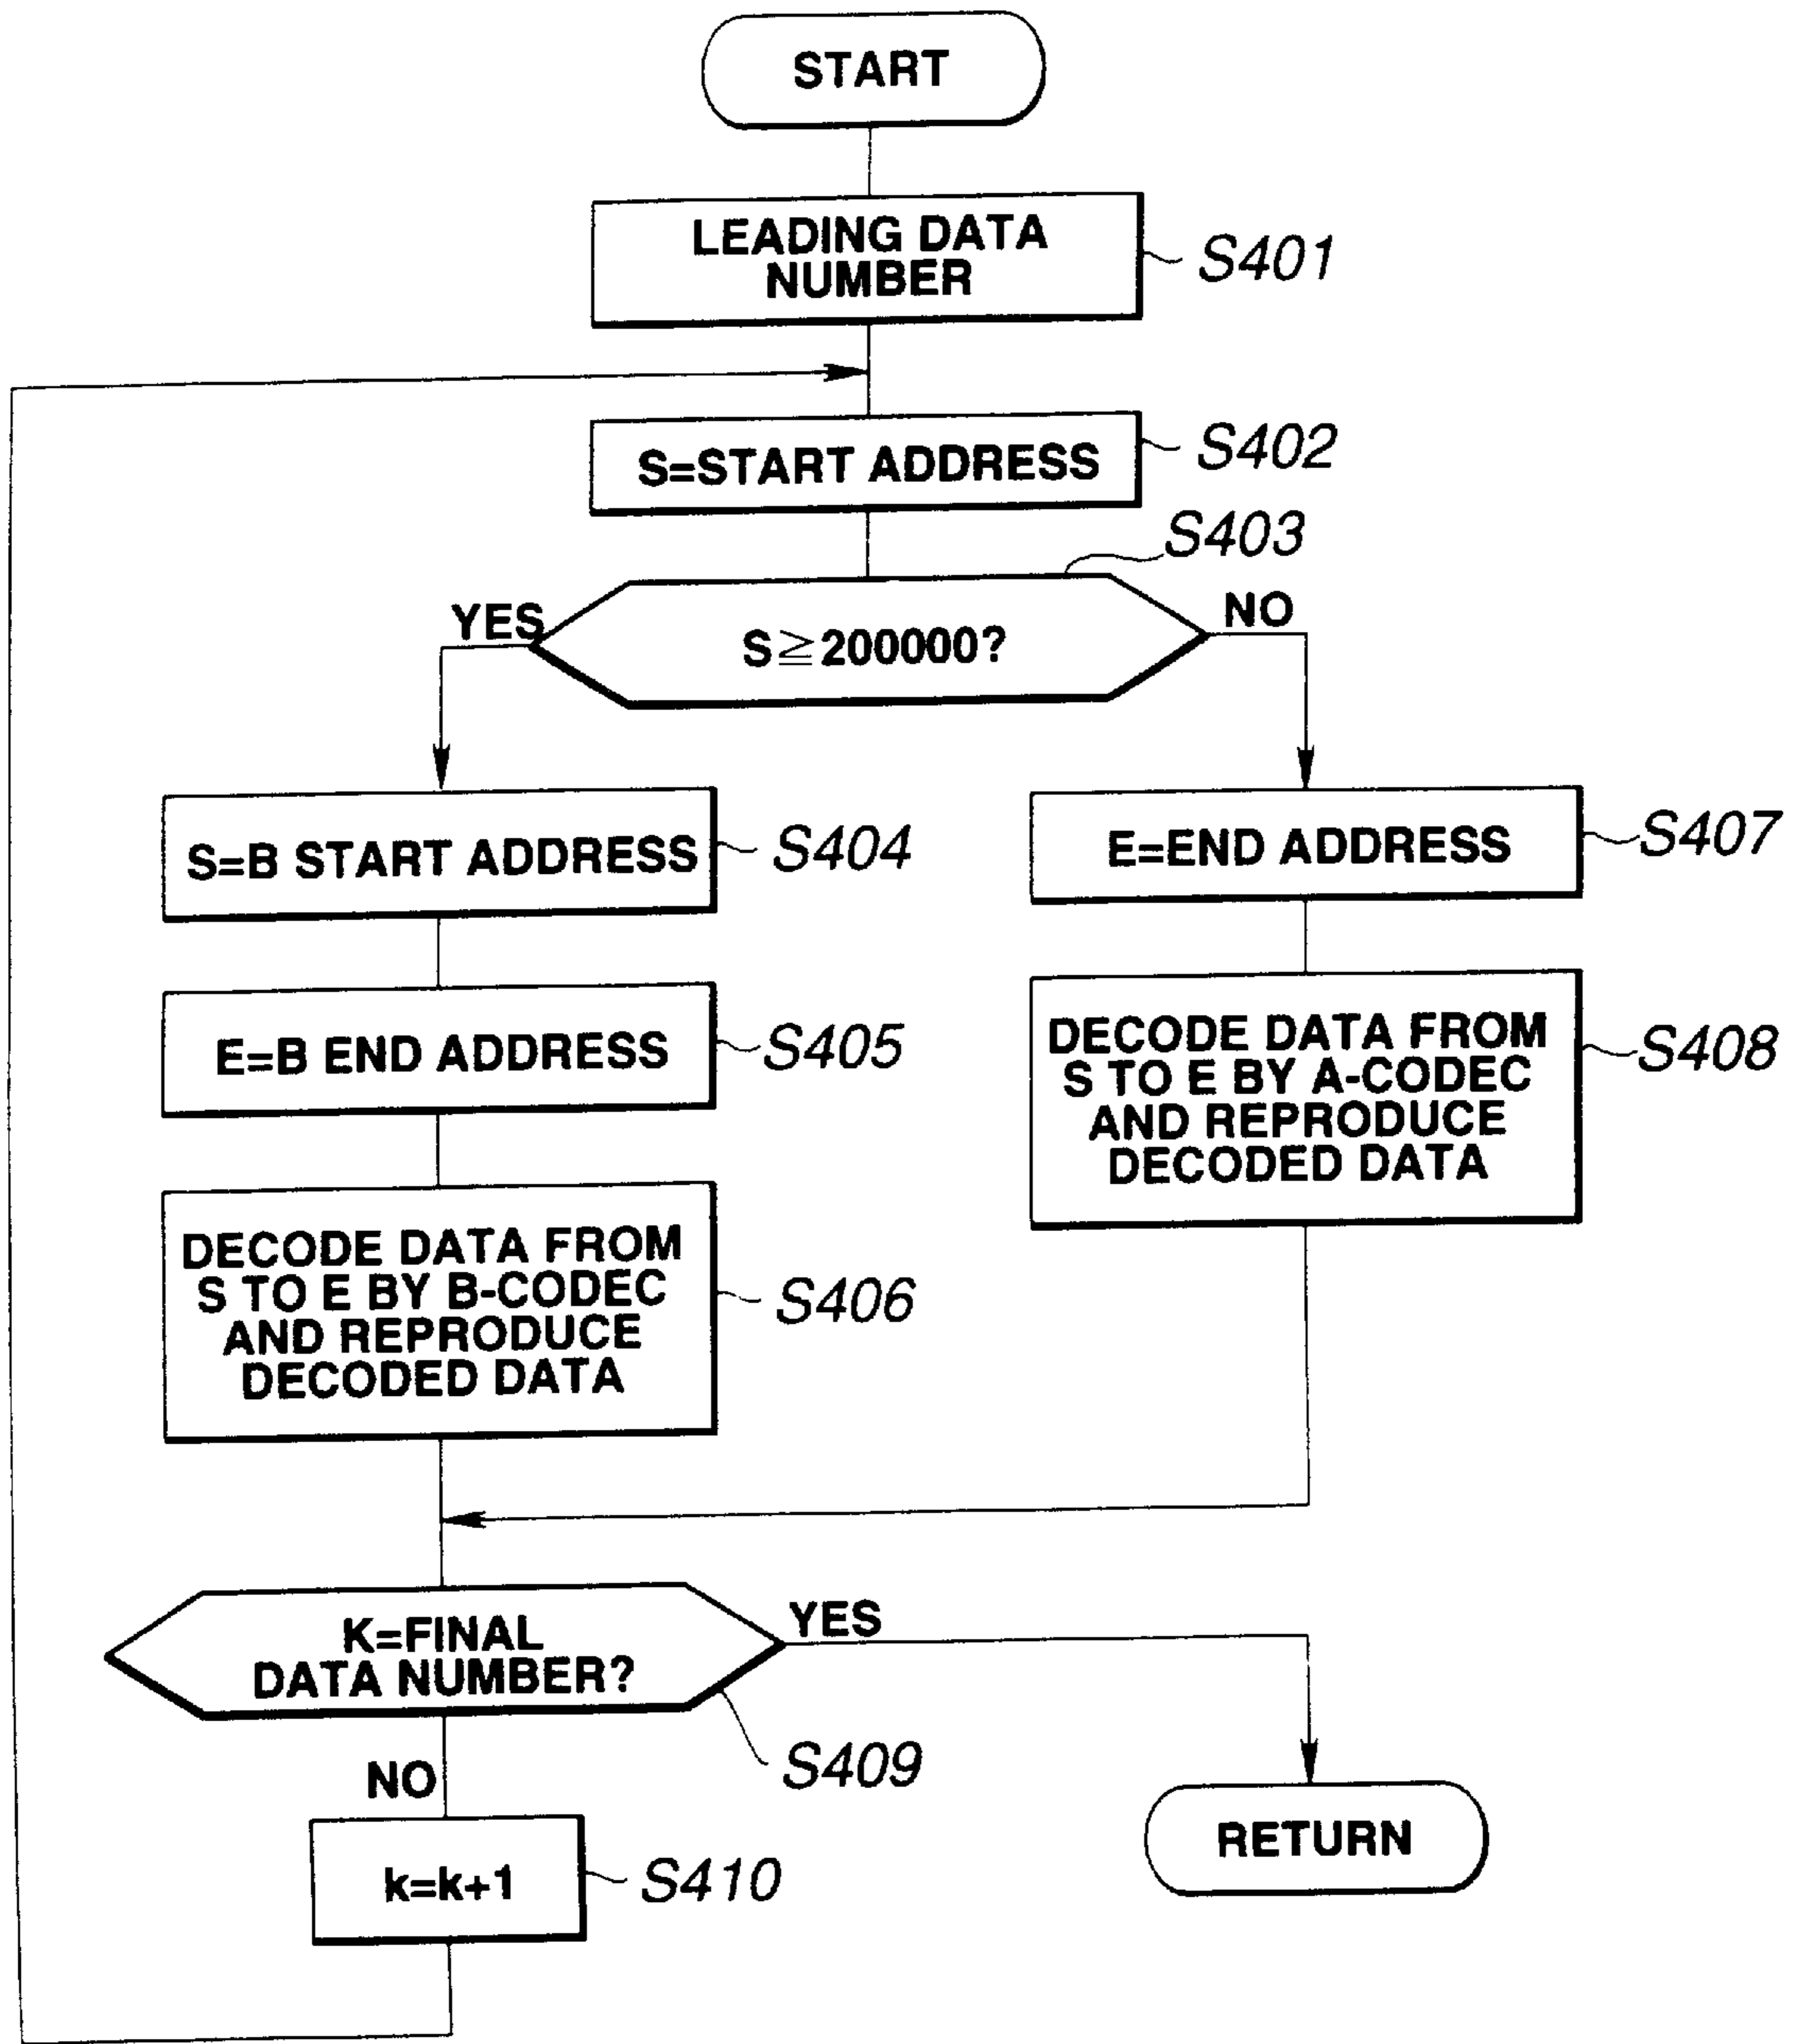 START
LEADING DATA
NUMBER
S401
S=START ADDRESS
S402
S403
YES
S≧200000?
NO
S=B START ADDRESS
S404
E=END ADDRESS
S407
E=B END ADDRESS
S405
DECODE DATA FROM
S TO E BY A-CODEC
AND REPRODUCE
DECODED DATA
S408
DECODE DATA FROM
S TO E BY B-CODEC
AND REPRODUCE
DECODED DATA
S406
K=FINAL
DATA NUMBER?
YES
S409
NO
k=k+1
S410
RETURN